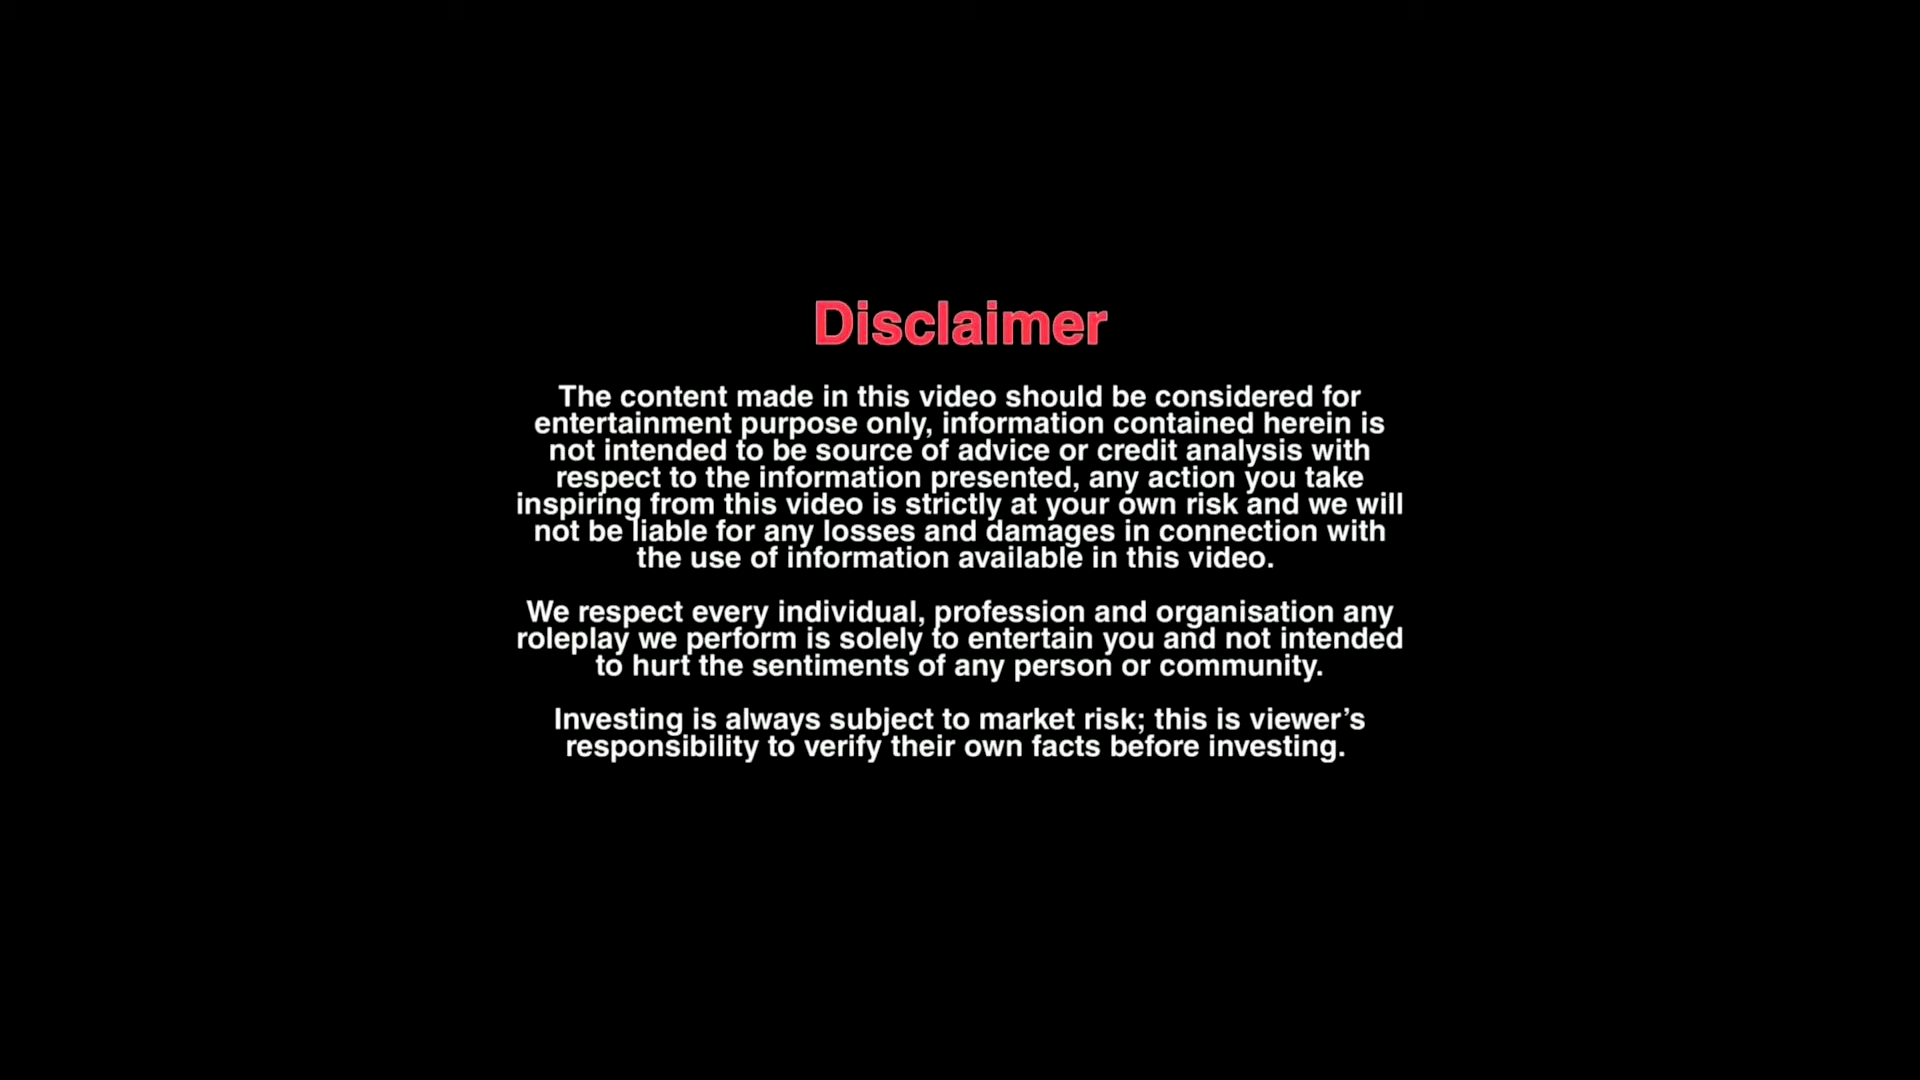 Disclaimer
The content made in this video should be considered for
entertainment purpose only, information contained herein is
not intended to be source of advice or credit analysis with
respect to the information presented, any action you take
inspiring from this video is strictly at your own risk and we will
not be liable for any losses and damages in connection with
the use of information available in this video.
We respect every individual, profession and organisation any
roleplay we perform is solely to entertain you and not intended
to hurt the sentiments of any person or community.
Investing is always subject to market risk; this is viewer’s
responsibility to verify their own facts before investing.